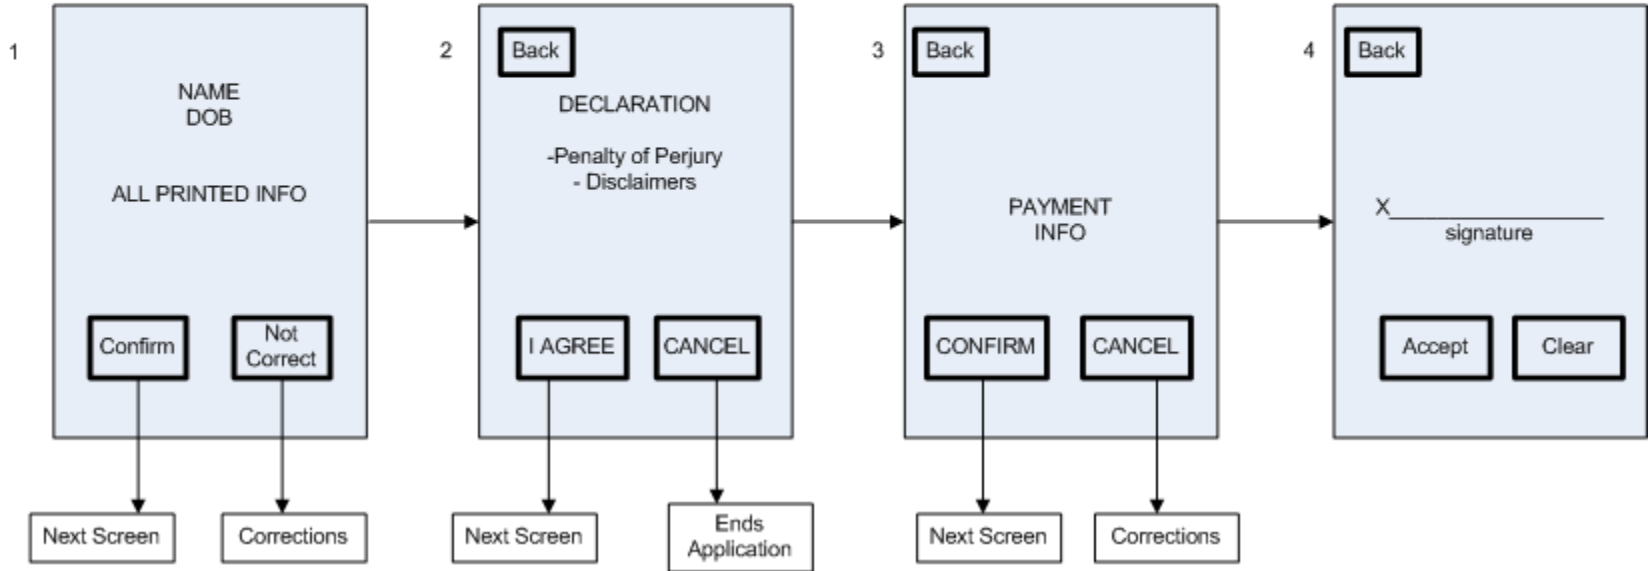 1
NAME
DOB
ALL PRINTED INFO
Confirm
Not
Correct
Next Screen
Corrections
2
Back
DECLARATION
-Penalty of Perjury
- Disclaimers
I AGREE
CANCEL
Next Screen
Ends
Application
3
Back
PAYMENT
INFO
CONFIRM
CANCEL
Next Screen
Corrections
4
Back
X__________________
signature
Accept
Clear